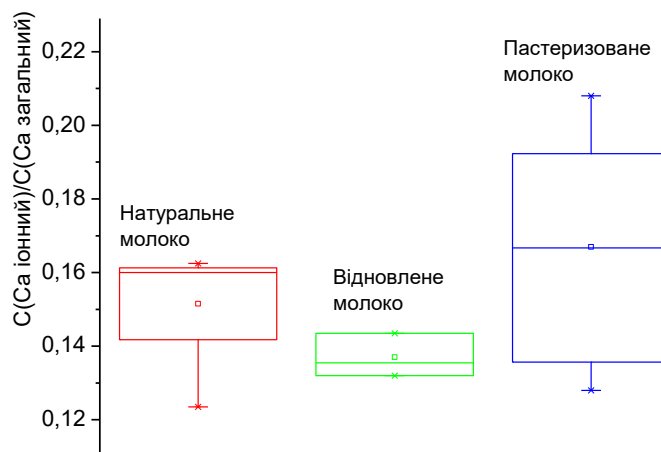 C(Ca іонний)/C(Ca загальний)
0,22
0,20
0,18
0,16
0,14
0,12
Натуральне
молоко
Відновлене
молоко
Пастеризоване
молоко